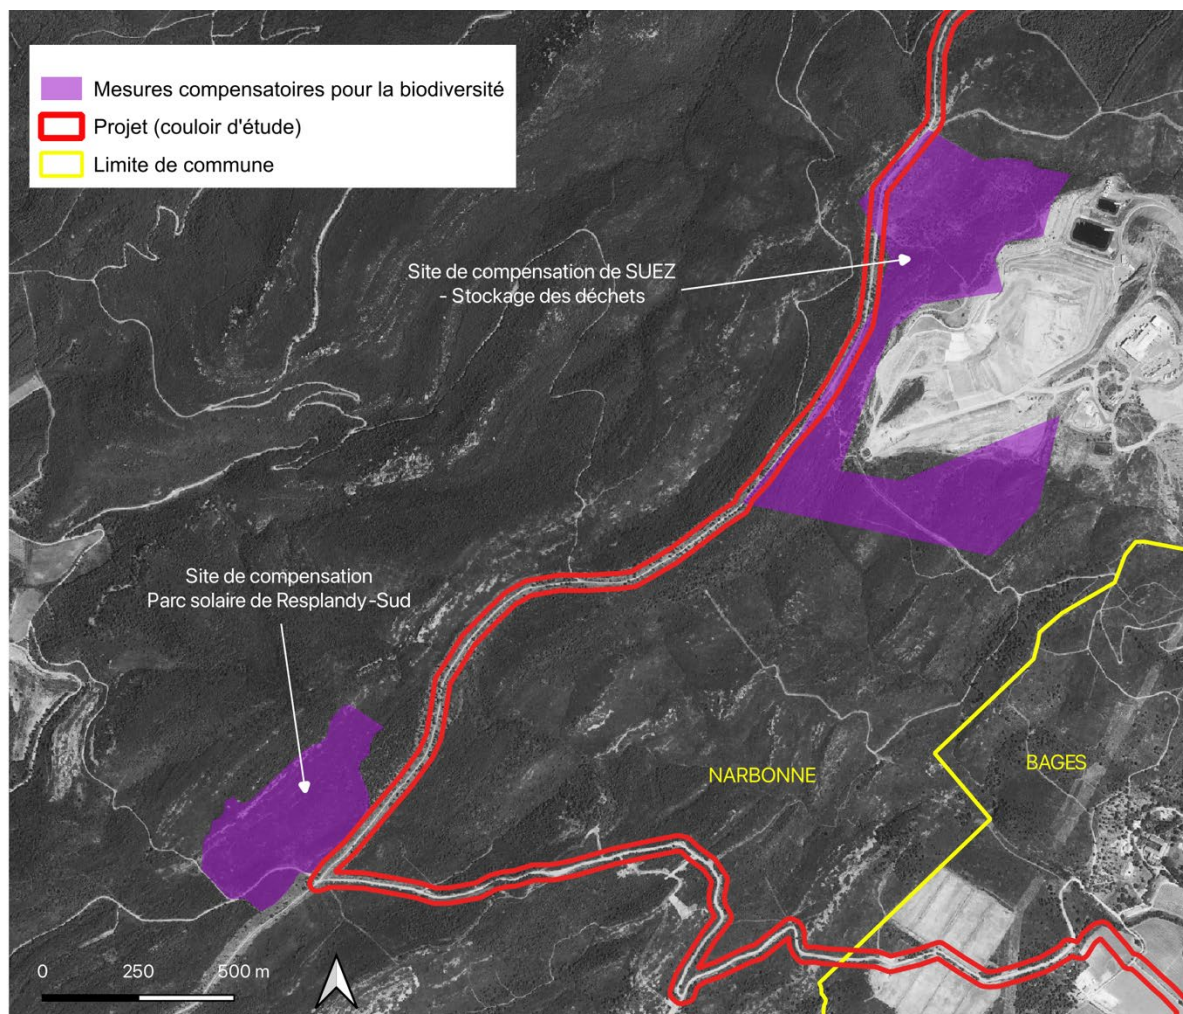 Mesures compensatoires pour la biodiversité
Projet (couloir d'étude)
Limite de commune
Site de compensation de SUEZ
- Stockage des déchets
Site de compensation
Parc solaire de Resplandy-Sud
NARBONNE
BAGES
0 250 500 m